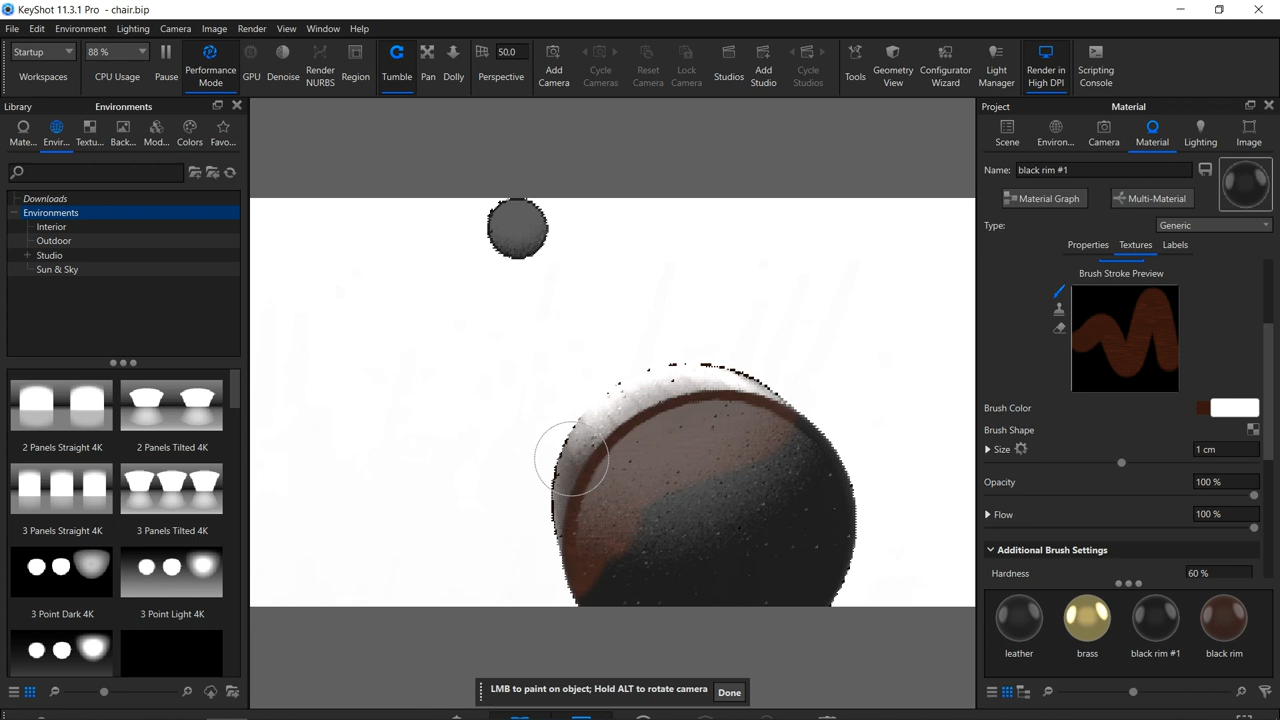 KeyShot 11.3.1 Pro - chair.bip
File Edit Environment Lighting Camera Image Render View Window Help
Startup 88 % 50.0
Workspaces CPU Usage Pause Performance Mode GPU Denoise Render NURBS Region Tumble Pan Dolly Perspective Add Camera Cycle Cameras Reset Camera Lock Camera Studios Add Studio Cycle Studios Tools Geometry View Configurator Wizard Light Manager Render in High DPI Scripting Console
Library Environments
Mate... Envir... Textu... Back... Mod... Colors Favo...
Downloads
Environments
Interior
Outdoor
Studio
Sun & Sky
2 Panels Straight 4K 2 Panels Tilted 4K
3 Panels Straight 4K 3 Panels Tilted 4K
3 Point Dark 4K 3 Point Light 4K
LMB to paint on object; Hold ALT to rotate camera Done
Project Material
Scene Environ... Camera Material Lighting Image
Name: black rim #1
Material Graph Multi-Material
Type: Generic
Properties Textures Labels
Brush Stroke Preview
Brush Color
Brush Shape
Size 1 cm
Opacity 100 %
Flow 100 %
Additional Brush Settings
Hardness 60 %
leather brass black rim #1 black rim